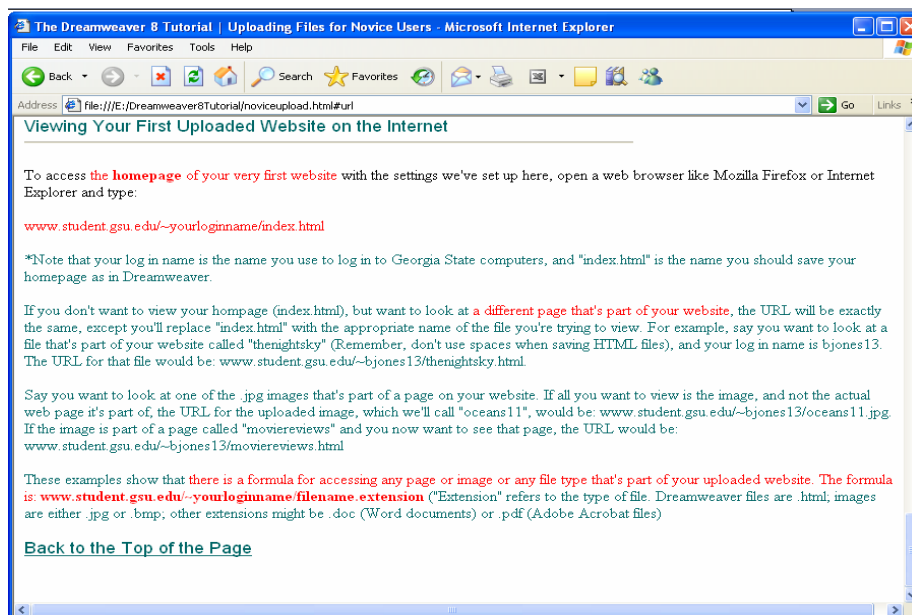 The Dreamweaver 8 Tutorial | Uploading Files for Novice Users - Microsoft Internet Explorer
File Edit View Favorites Tools Help
Back Search Favorites
Address file:///E:/Dreamweaver8Tutorial/noviceupload.html#url Go Links
Viewing Your First Uploaded Website on the Internet
To access the homepage of your very first website with the settings we've set up here, open a web browser like Mozilla Firefox or Internet
Explorer and type:
www.student.gsu.edu/~yourloginname/index.html
*Note that your log in name is the name you use to log in to Georgia State computers, and "index.html" is the name you should save your
homepage as in Dreamweaver.
If you don't want to view your hompage (index.html), but want to look at a different page that's part of your website, the URL will be exactly
the same, except you'll replace "index.html" with the appropriate name of the file you're trying to view. For example, say you want to look at a
file that's part of your website called "thenightsky" (Remember, don't use spaces when saving HTML files), and your log in name is bjones13.
The URL for that file would be: www.student.gsu.edu/~bjones13/thenightsky.html.
Say you want to look at one of the .jpg images that's part of a page on your website. If all you want to view is the image, and not the actual
web page it's part of, the URL for the uploaded image, which we'll call "oceans11", would be: www.student.gsu.edu/~bjones13/oceans11.jpg.
If the image is part of a page called "moviereviews" and you now want to see that page, the URL would be:
www.student.gsu.edu/~bjones13/moviereviews.html
These examples show that there is a formula for accessing any page or image or any file type that's part of your uploaded website. The formula
is: www.student.gsu.edu/~yourloginname/filename.extension ("Extension" refers to the type of file. Dreamweaver files are .html; images
are either .jpg or .bmp; other extensions might be .doc (Word documents) or .pdf (Adobe Acrobat files)
Back to the Top of the Page